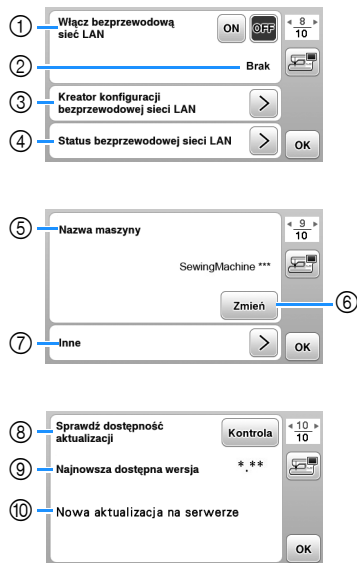 ① Włącz bezprzewodową
sieć LAN
ON OFF
8
10
② Brak
③ Kreator konfiguracji
bezprzewodowej sieci LAN
④ Status bezprzewodowej sieci LAN
OK
⑤ Nazwa maszyny
9
10
SewingMachine ***
Zmień ⑥
⑦ Inne
OK
⑧ Sprawdź dostępność
aktualizacji
Kontrola
10
10
⑨ Najnowsza dostępna wersja *.**
⑩ Nowa aktualizacja na serwerze
OK